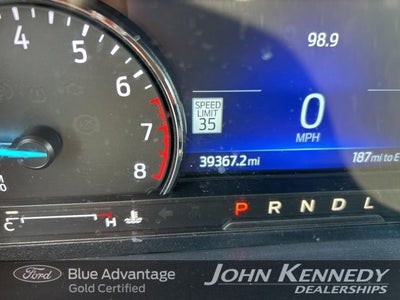 98.9
4 5 6 7 8
SPEED
LIMIT
35
0
MPH
39367.2 mi
187 mi to E
C H
P R N D L
Ford
Blue Advantage
Gold Certified
JOHN KENNEDY
DEALERSHIPS